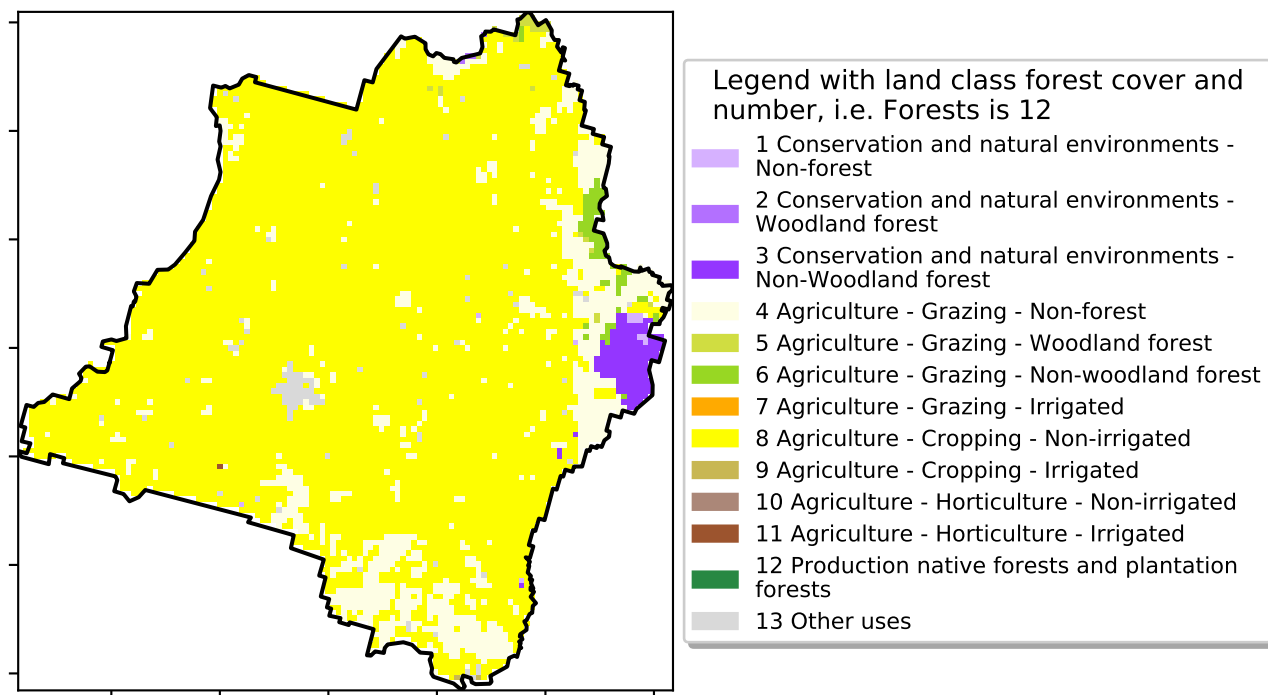 Legend with land class forest cover and
number, i.e. Forests is 12
1 Conservation and natural environments -
Non-forest
2 Conservation and natural environments -
Woodland forest
3 Conservation and natural environments -
Non-Woodland forest
4 Agriculture - Grazing - Non-forest
5 Agriculture - Grazing - Woodland forest
6 Agriculture - Grazing - Non-woodland forest
7 Agriculture - Grazing - Irrigated
8 Agriculture - Cropping - Non-irrigated
9 Agriculture - Cropping - Irrigated
10 Agriculture - Horticulture - Non-irrigated
11 Agriculture - Horticulture - Irrigated
12 Production native forests and plantation
forests
13 Other uses